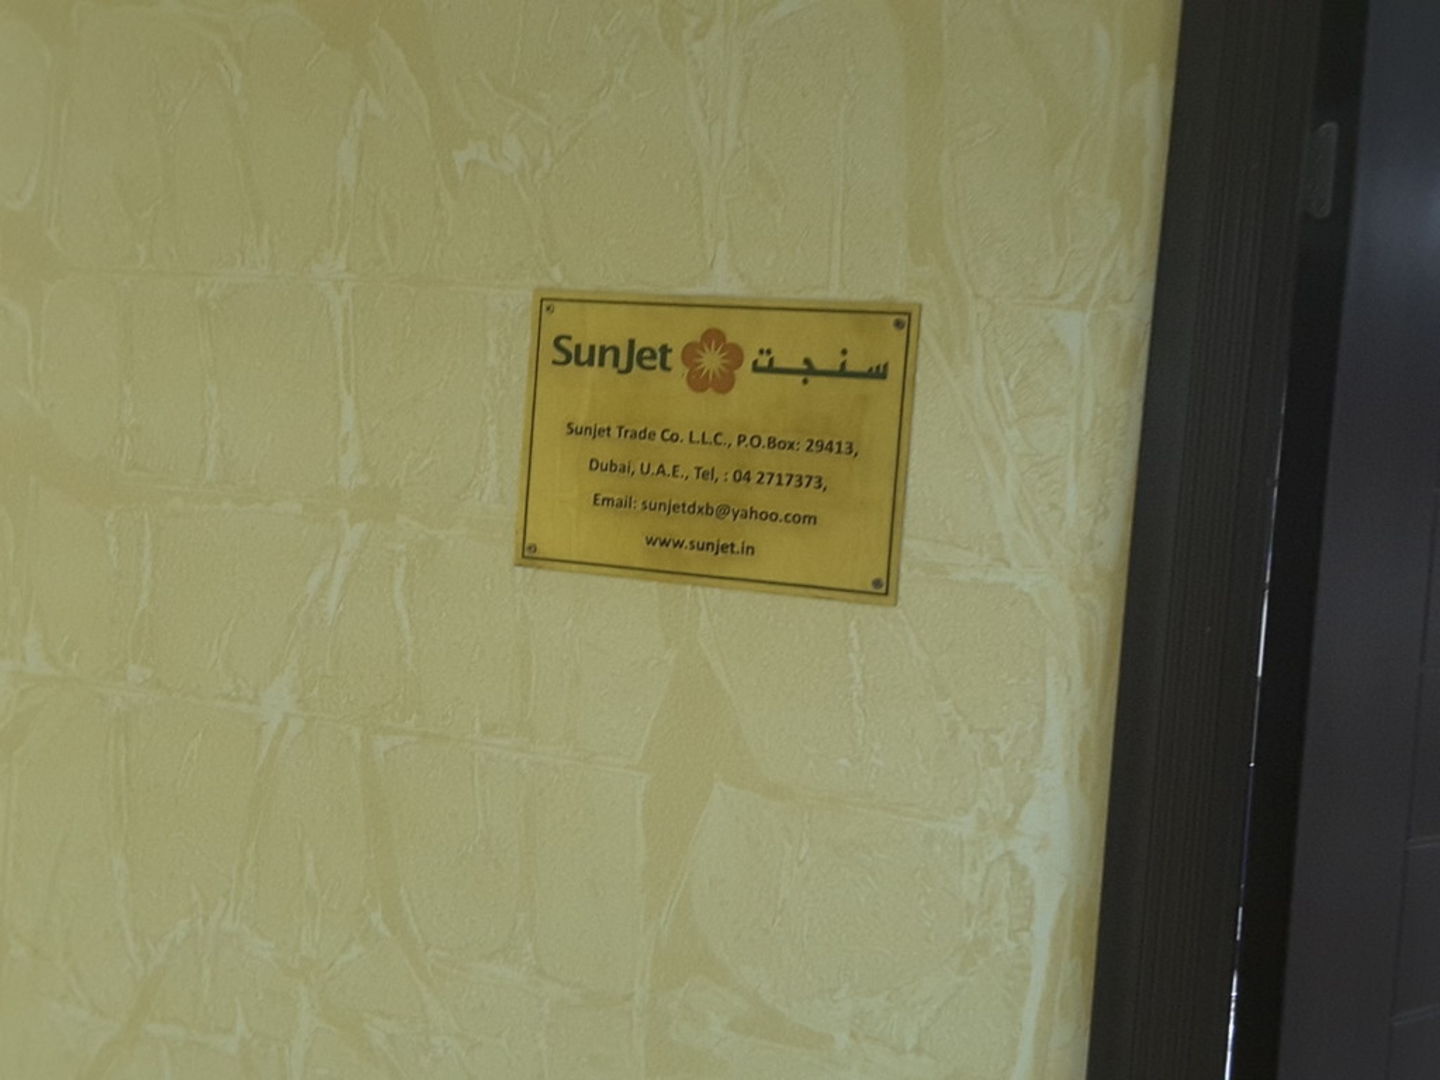 SunJet سنجت
Sunjet Trade Co. L.L.C., P.O.Box: 29413,
Dubai, U.A.E., Tel, : 04 2717373,
Email: sunjetdxb@yahoo.com
www.sunjet.in